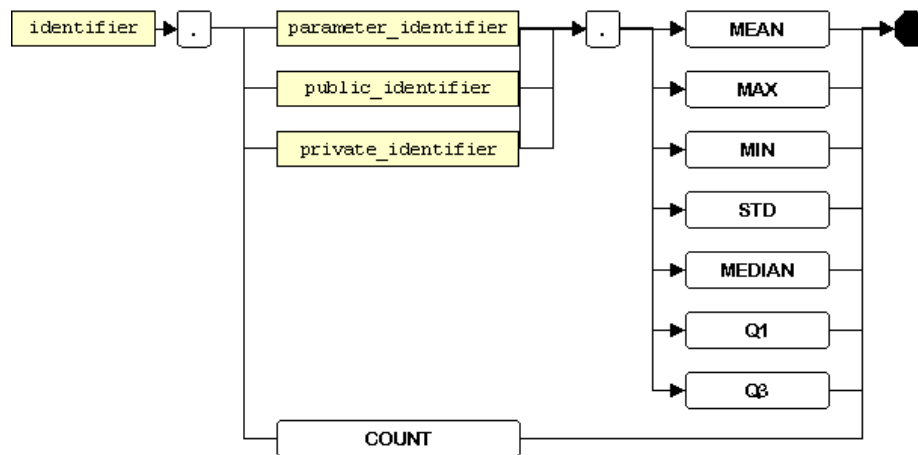 identifier . parameter_identifier . MEAN
public_identifier MAX
private_identifier MIN
STD
MEDIAN
Q1
Q3
COUNT